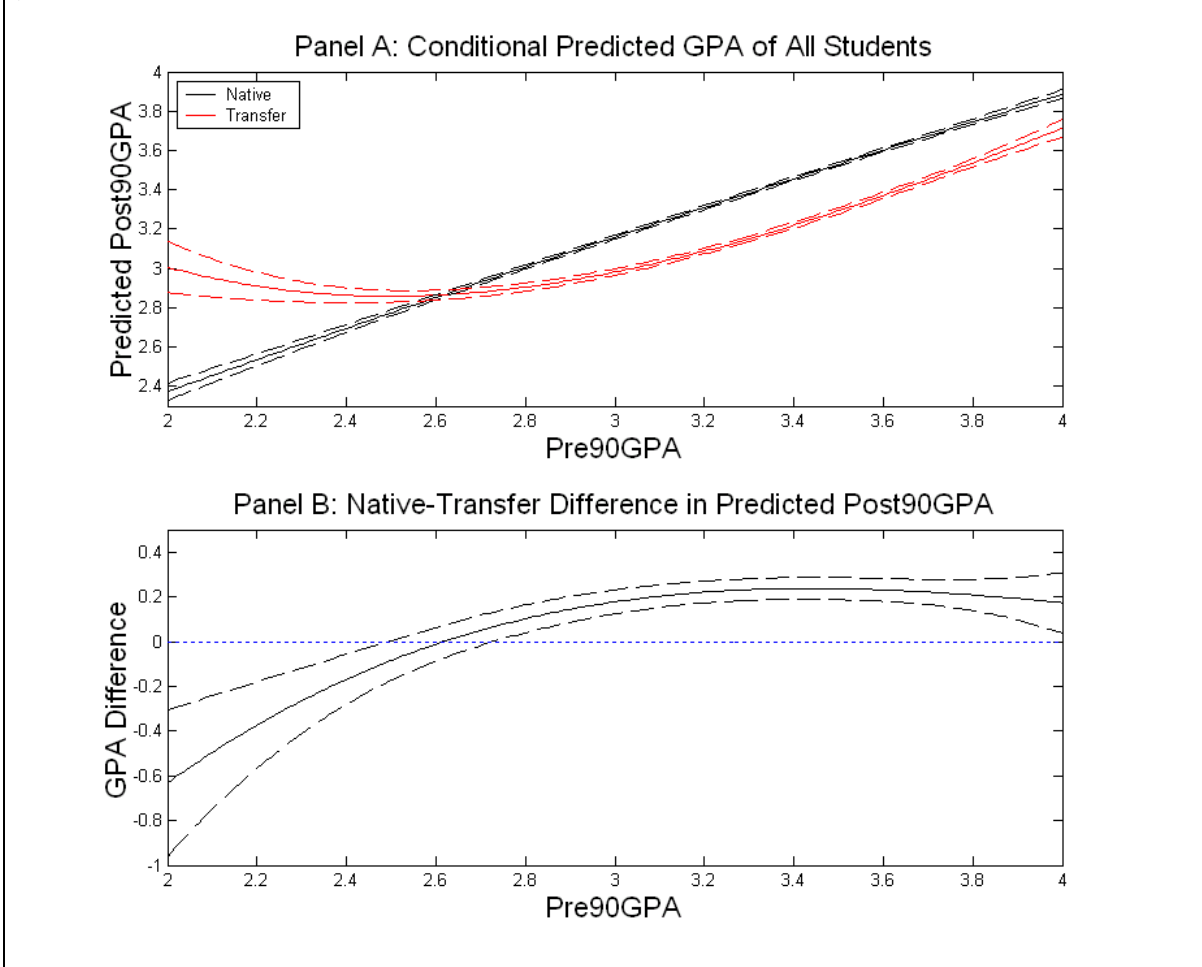 Panel A: Conditional Predicted GPA of All Students
Native
Transfer
Predicted Post90GPA
4
3.8
3.6
3.4
3.2
3
2.8
2.6
2.4
2 2.2 2.4 2.6 2.8 3 3.2 3.4 3.6 3.8 4
Pre90GPA
Panel B: Native-Transfer Difference in Predicted Post90GPA
GPA Difference
0.4
0.2
0
-0.2
-0.4
-0.6
-0.8
-1
2 2.2 2.4 2.6 2.8 3 3.2 3.4 3.6 3.8 4
Pre90GPA